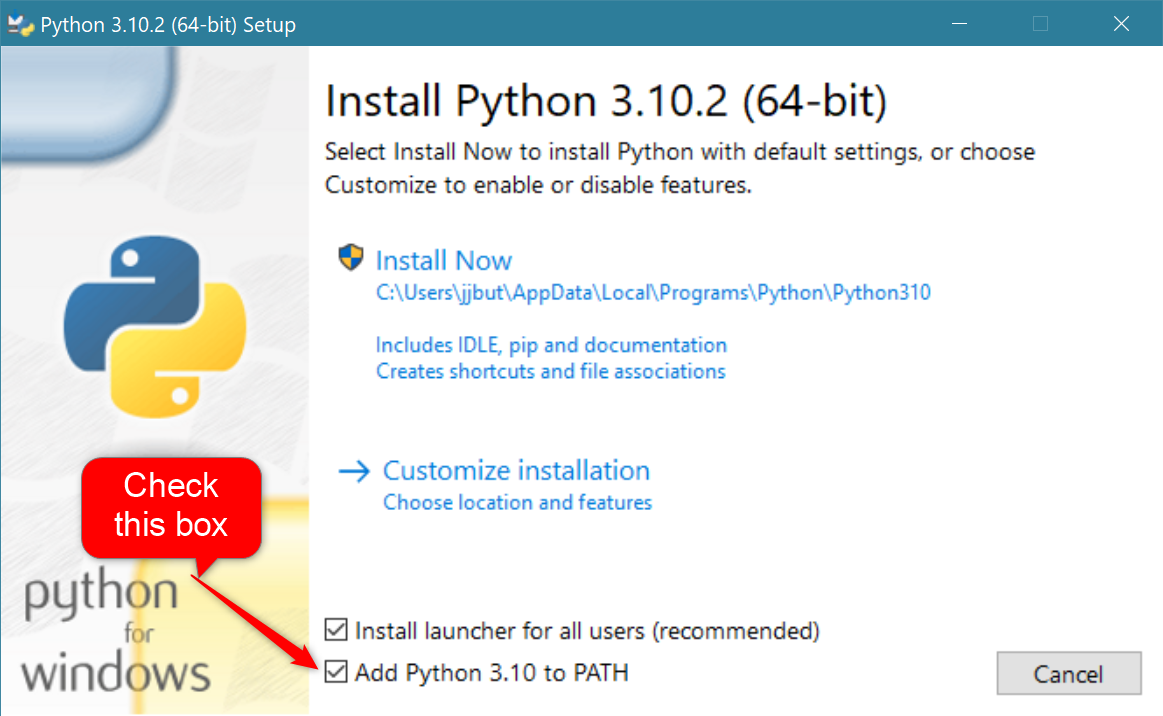 Python 3.10.2 (64-bit) Setup
Install Python 3.10.2 (64-bit)
Select Install Now to install Python with default settings, or choose
Customize to enable or disable features.
Install Now
C:\Users\jjbut\AppData\Local\Programs\Python\Python310
Includes IDLE, pip and documentation
Creates shortcuts and file associations
Customize installation
Choose location and features
Check
this box
python
for
windows
Install launcher for all users (recommended)
Add Python 3.10 to PATH
Cancel